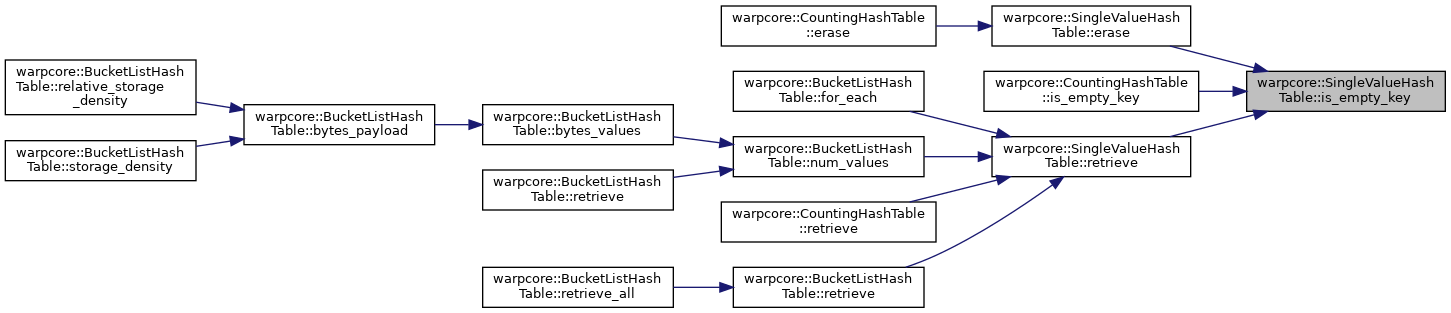 warpcore::CountingHashTable
::erase
warpcore::SingleValueHash
Table::erase
warpcore::BucketListHash
Table::relative_storage
_density
warpcore::BucketListHash
Table::for_each
warpcore::CountingHashTable
::is_empty_key
warpcore::SingleValueHash
Table::is_empty_key
warpcore::BucketListHash
Table::bytes_payload
warpcore::BucketListHash
Table::bytes_values
warpcore::BucketListHash
Table::storage_density
warpcore::BucketListHash
Table::num_values
warpcore::SingleValueHash
Table::retrieve
warpcore::BucketListHash
Table::retrieve
warpcore::CountingHashTable
::retrieve
warpcore::BucketListHash
Table::retrieve_all
warpcore::BucketListHash
Table::retrieve